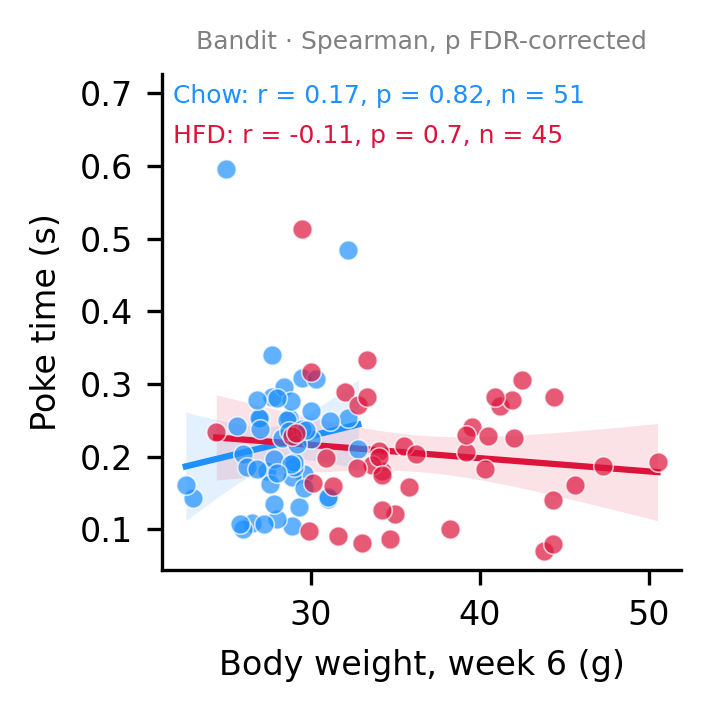 Bandit · Spearman, p FDR-corrected
Chow: r = 0.17, p = 0.82, n = 51
HFD: r = -0.11, p = 0.7, n = 45
0.7
0.6
0.5
0.4
0.3
0.2
0.1
Poke time (s)
30 40 50
Body weight, week 6 (g)